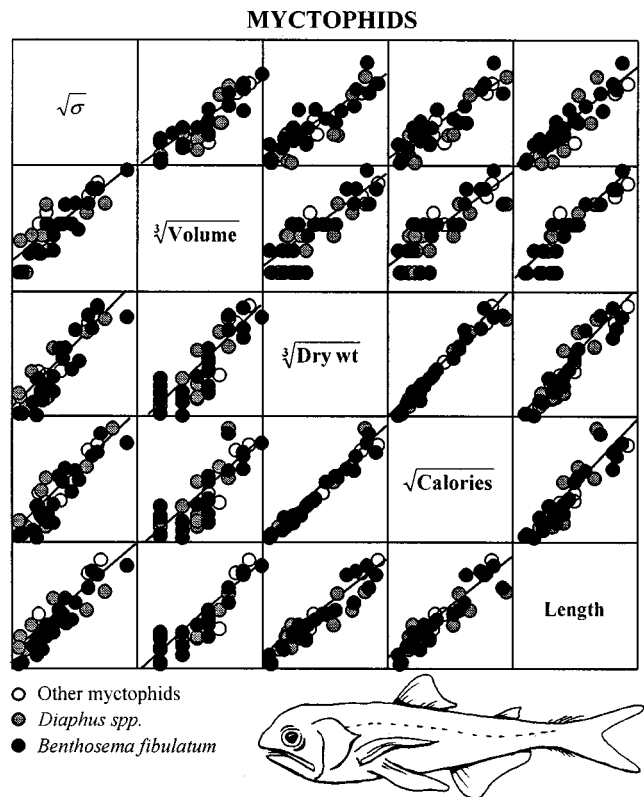 MYCTOPHIDS
√σ
∛Volume
∛Dry wt
√Calories
Length
Other myctophids
Diaphus spp.
Benthosema fibulatum